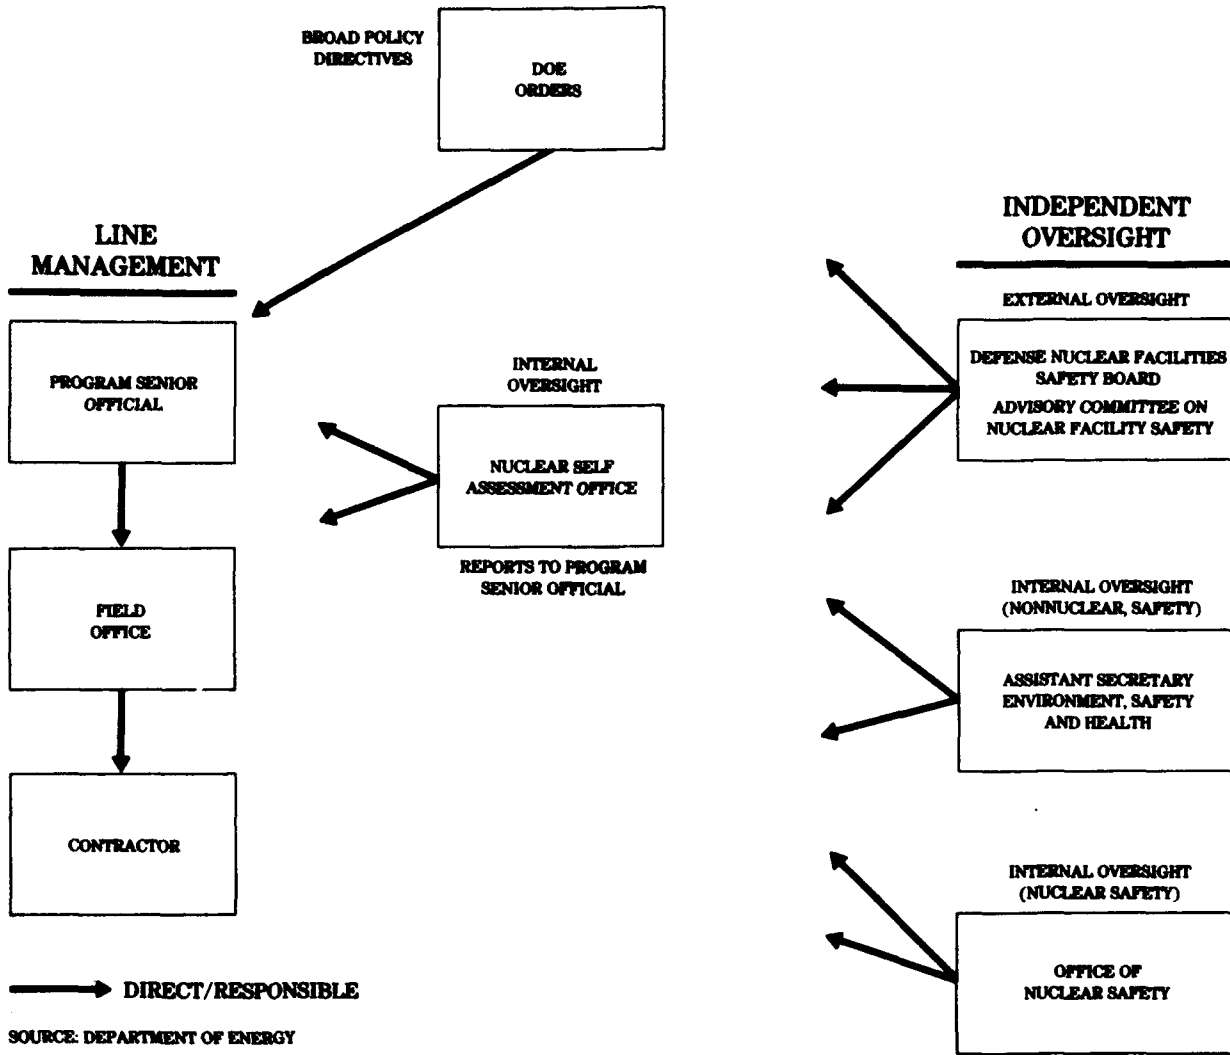 BROAD POLICY
DIRECTIVES
DOE
ORDERS
LINE
MANAGEMENT
PROGRAM SENIOR
OFFICIAL
FIELD
OFFICE
CONTRACTOR
INTERNAL
OVERSIGHT
NUCLEAR SELF
ASSESSMENT OFFICE
REPORTS TO PROGRAM
SENIOR OFFICIAL
INDEPENDENT
OVERSIGHT
EXTERNAL OVERSIGHT
DEFENSE NUCLEAR FACILITIES
SAFETY BOARD
ADVISORY COMMITTEE ON
NUCLEAR FACILITY SAFETY
INTERNAL OVERSIGHT
(NONNUCLEAR, SAFETY)
ASSISTANT SECRETARY
ENVIRONMENT, SAFETY
AND HEALTH
INTERNAL OVERSIGHT
(NUCLEAR SAFETY)
OFFICE OF
NUCLEAR SAFETY
DIRECT/RESPONSIBLE
SOURCE: DEPARTMENT OF ENERGY